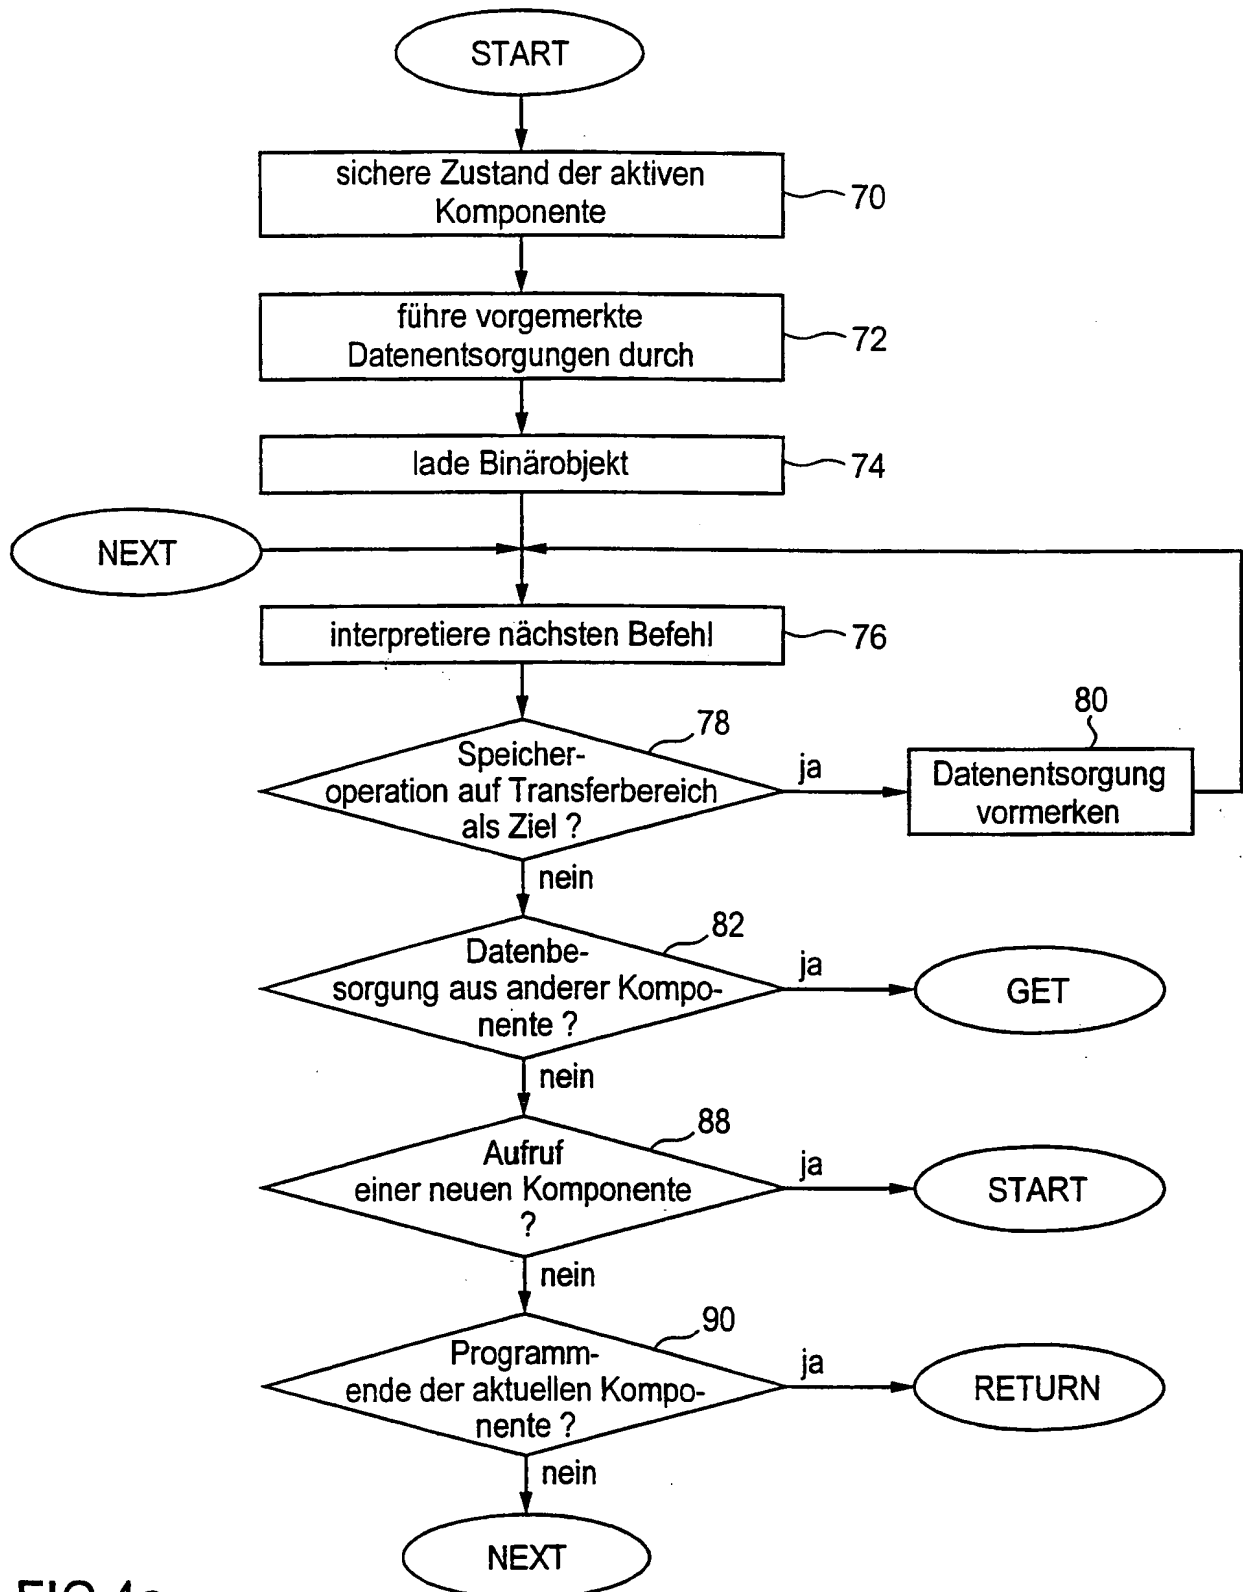 START
sichere Zustand der aktiven
Komponente
70
führe vorgemerkte
Datenentsorgungen durch
72
lade Binärobjekt
74
NEXT
interpretiere nächsten Befehl
76
78
Speicher-
operation auf Transferbereich
als Ziel ?
ja
80
Datenentsorgung
vormerken
nein
82
Datenbe-
sorgung aus anderer Kompo-
nente ?
ja
GET
nein
88
Aufruf
einer neuen Komponente
?
ja
START
nein
90
Programm-
ende der aktuellen Kompo-
nente ?
ja
RETURN
nein
NEXT